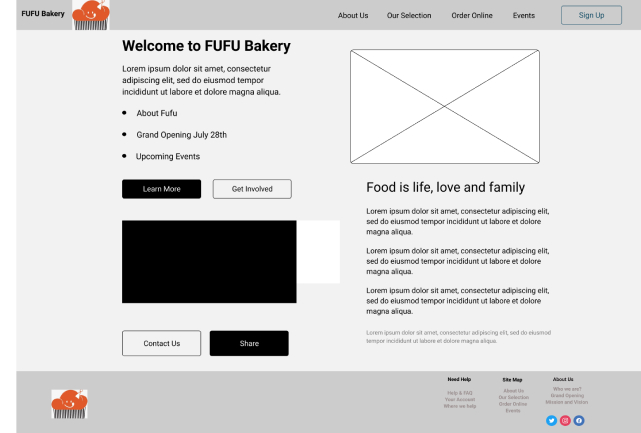 FUFU Bakery
About Us
Our Selection
Order Online
Events
Sign Up
Welcome to FUFU Bakery
Lorem ipsum dolor sit amet, consectetur
adipiscing elit, sed do eiusmod tempor
incididunt ut labore et dolore magna aliqua.
About Fufu
Grand Opening July 28th
Upcoming Events
Learn More
Get Involved
Contact Us
Share
Food is life, love and family
Lorem ipsum dolor sit amet, consectetur adipiscing elit,
sed do eiusmod tempor incididunt ut labore et dolore
magna aliqua.
Lorem ipsum dolor sit amet, consectetur adipiscing elit,
sed do eiusmod tempor incididunt ut labore et dolore
magna aliqua.
Lorem ipsum dolor sit amet, consectetur adipiscing elit,
sed do eiusmod tempor incididunt ut labore et dolore
magna aliqua.
Lorem ipsum dolor sit amet, consectetur adipiscing elit, sed do eiusmod
tempor incididunt ut labore et dolore magna aliqua.
Need Help
Help & FAQ
Your Account
Where we help
Site Map
About Us
Our Selection
Order Online
Events
About Us
Who we are?
Grand Opening
Mission and Vision